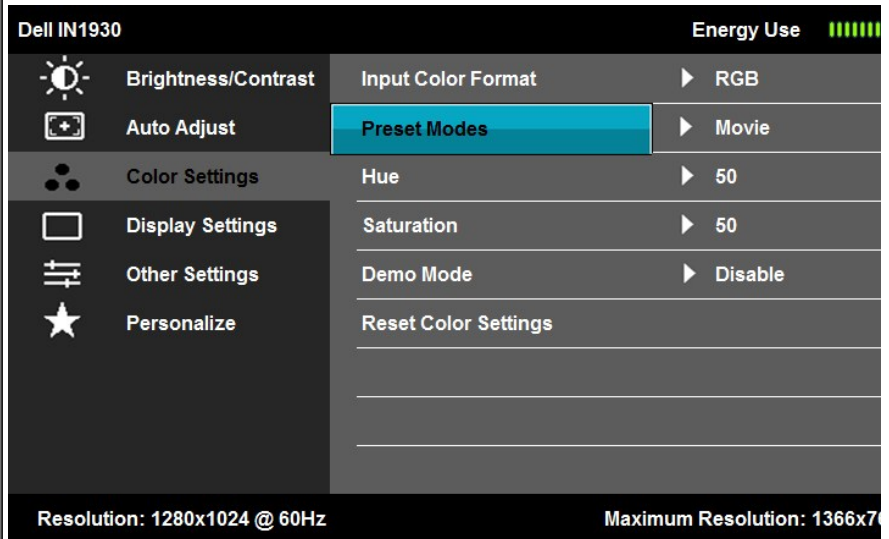 Dell IN1930 Energy Use
Brightness/Contrast Input Color Format RGB
Auto Adjust Preset Modes Movie
Color Settings Hue 50
Display Settings Saturation 50
Other Settings Demo Mode Disable
Personalize Reset Color Settings
Resolution: 1280x1024 @ 60Hz Maximum Resolution: